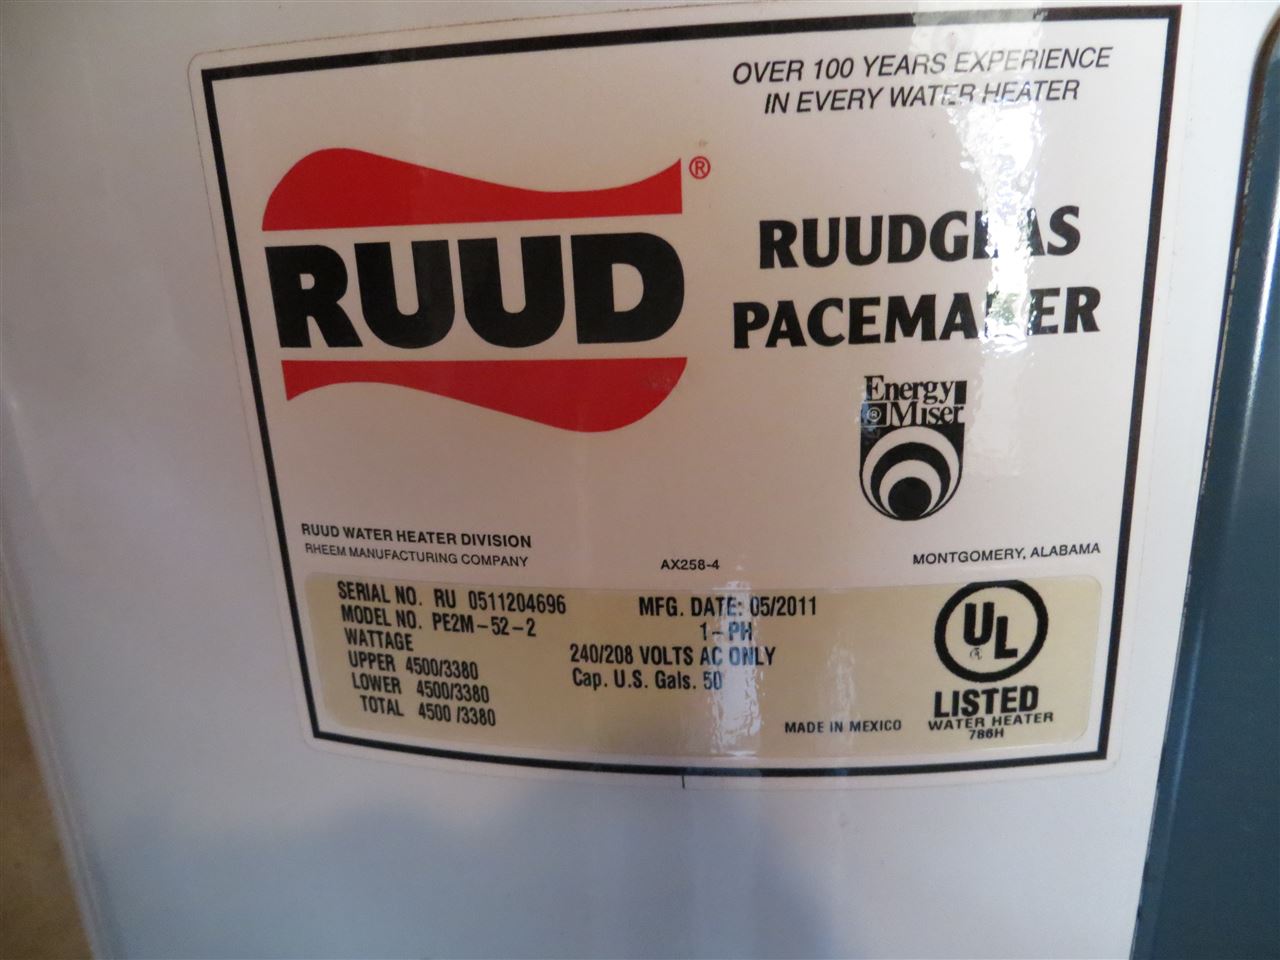 OVER 100 YEARS EXPERIENCE
IN EVERY WATER HEATER
RUUD®
RUUDGLAS
PACEMAKER
Energy
® Miser
RUUD WATER HEATER DIVISION
RHEEM MANUFACTURING COMPANY
AX258-4
MONTGOMERY, ALABAMA
SERIAL NO. RU 0511204696
MODEL NO. PE2M-52-2
WATTAGE
UPPER 4500/3380
LOWER 4500/3380
TOTAL 4500/3380
MFG. DATE: 05/2011
1-PH
240/208 VOLTS AC ONLY
Cap. U.S. Gals. 50
MADE IN MEXICO
UL
®
LISTED
WATER HEATER
786H